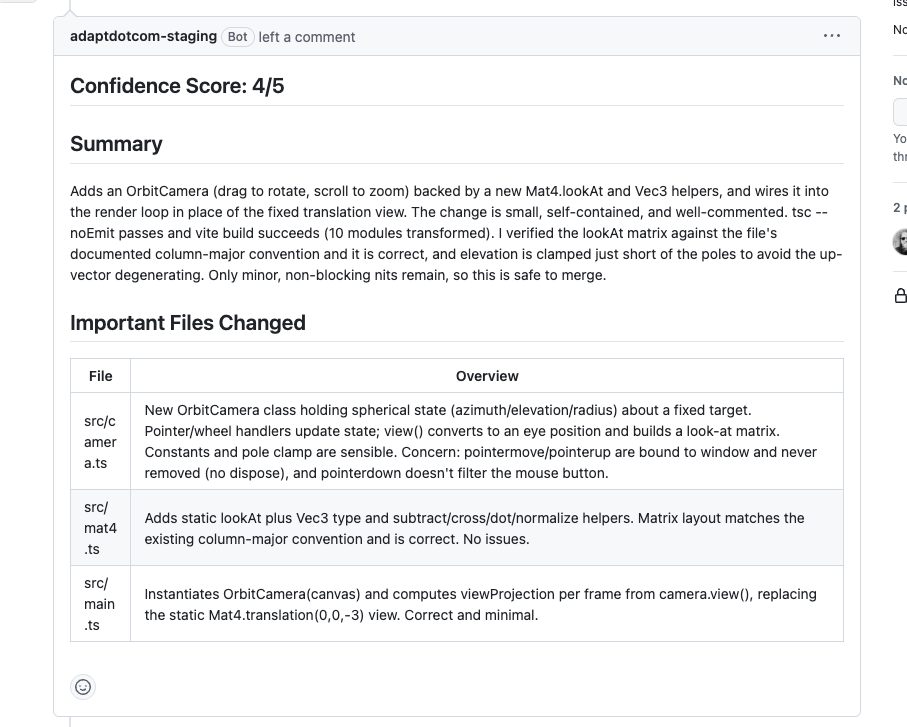 iss
adaptdotcom-staging Bot left a comment
No
Confidence Score: 4/5
No
Summary
Yo
thr
Adds an OrbitCamera (drag to rotate, scroll to zoom) backed by a new Mat4.lookAt and Vec3 helpers, and wires it into
the render loop in place of the fixed translation view. The change is small, self-contained, and well-commented. tsc --
2 p
noEmit passes and vite build succeeds (10 modules transformed). I verified the lookAt matrix against the file's
documented column-major convention and it is correct, and elevation is clamped just short of the poles to avoid the up-
vector degenerating. Only minor, non-blocking nits remain, so this is safe to merge.
Important Files Changed
File Overview
src/c
amer
a.ts
New OrbitCamera class holding spherical state (azimuth/elevation/radius) about a fixed target.
Pointer/wheel handlers update state; view() converts to an eye position and builds a look-at matrix.
Constants and pole clamp are sensible. Concern: pointermove/pointerup are bound to window and never
removed (no dispose), and pointerdown doesn't filter the mouse button.
src/
mat4
.ts
Adds static lookAt plus Vec3 type and subtract/cross/dot/normalize helpers. Matrix layout matches the
existing column-major convention and is correct. No issues.
src/
main
.ts
Instantiates OrbitCamera(canvas) and computes viewProjection per frame from camera.view(), replacing
the static Mat4.translation(0,0,-3) view. Correct and minimal.